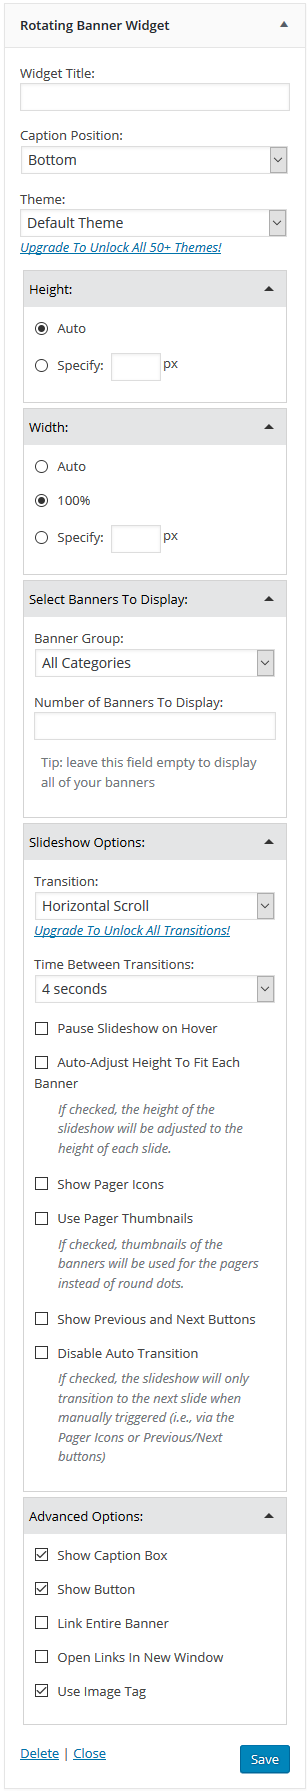 Rotating Banner Widget
Widget Title:
Caption Position:
Bottom
Theme:
Default Theme
Upgrade To Unlock All 50+ Themes!
Height:
Auto
Specify: px
Width:
Auto
100%
Specify: px
Select Banners To Display:
Banner Group:
All Categories
Number of Banners To Display:
Tip: leave this field empty to display
all of your banners
Slideshow Options:
Transition:
Horizontal Scroll
Upgrade To Unlock All Transitions!
Time Between Transitions:
4 seconds
Pause Slideshow on Hover
Auto-Adjust Height To Fit Each
Banner
If checked, the height of the
slideshow will be adjusted to the
height of each slide.
Show Pager Icons
Use Pager Thumbnails
If checked, thumbnails of the
banners will be used for the pagers
instead of round dots.
Show Previous and Next Buttons
Disable Auto Transition
If checked, the slideshow will only
transition to the next slide when
manually triggered (i.e., via the
Pager Icons or Previous/Next
buttons)
Advanced Options:
Show Caption Box
Show Button
Link Entire Banner
Open Links In New Window
Use Image Tag
Delete | Close Save